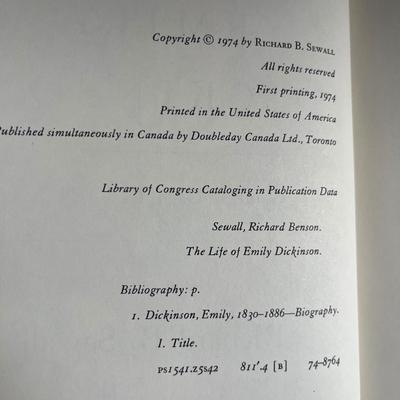 Copyright © 1974 by Richard B. Sewall
All rights reserved
First printing, 1974
Printed in the United States of America
Published simultaneously in Canada by Doubleday Canada Ltd., Toronto
Library of Congress Cataloging in Publication Data
Sewall, Richard Benson.
The Life of Emily Dickinson.
Bibliography: p.
1. Dickinson, Emily, 1830–1886—Biography.
I. Title.
PS1541.Z5S42 811'.4 [B] 74-8764